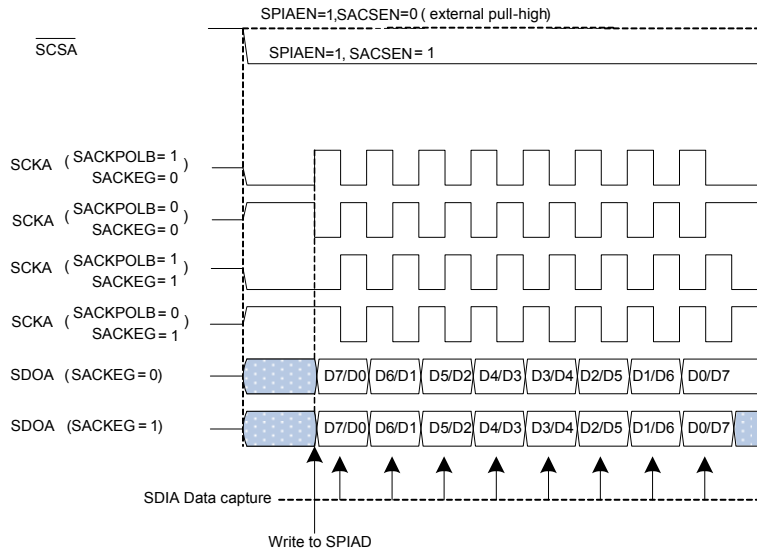 SPIAEN=1,SACSEN=0 ( external pull-high)
SCSA
SPIAEN=1, SACSEN= 1
SCKA ( SACKPOLB= 1
SACKEG= 0 )
SCKA ( SACKPOLB= 0
SACKEG= 0 )
SCKA ( SACKPOLB= 1
SACKEG= 1 )
SCKA ( SACKPOLB= 0
SACKEG= 1 )
SDOA (SACKEG=0) D7/D0 D6/D1 D5/D2 D4/D3 D3/D4 D2/D5 D1/D6 D0/D7
SDOA (SACKEG=1) D7/D0 D6/D1 D5/D2 D4/D3 D3/D4 D2/D5 D1/D6 D0/D7
SDIA Data capture
Write to SPIAD